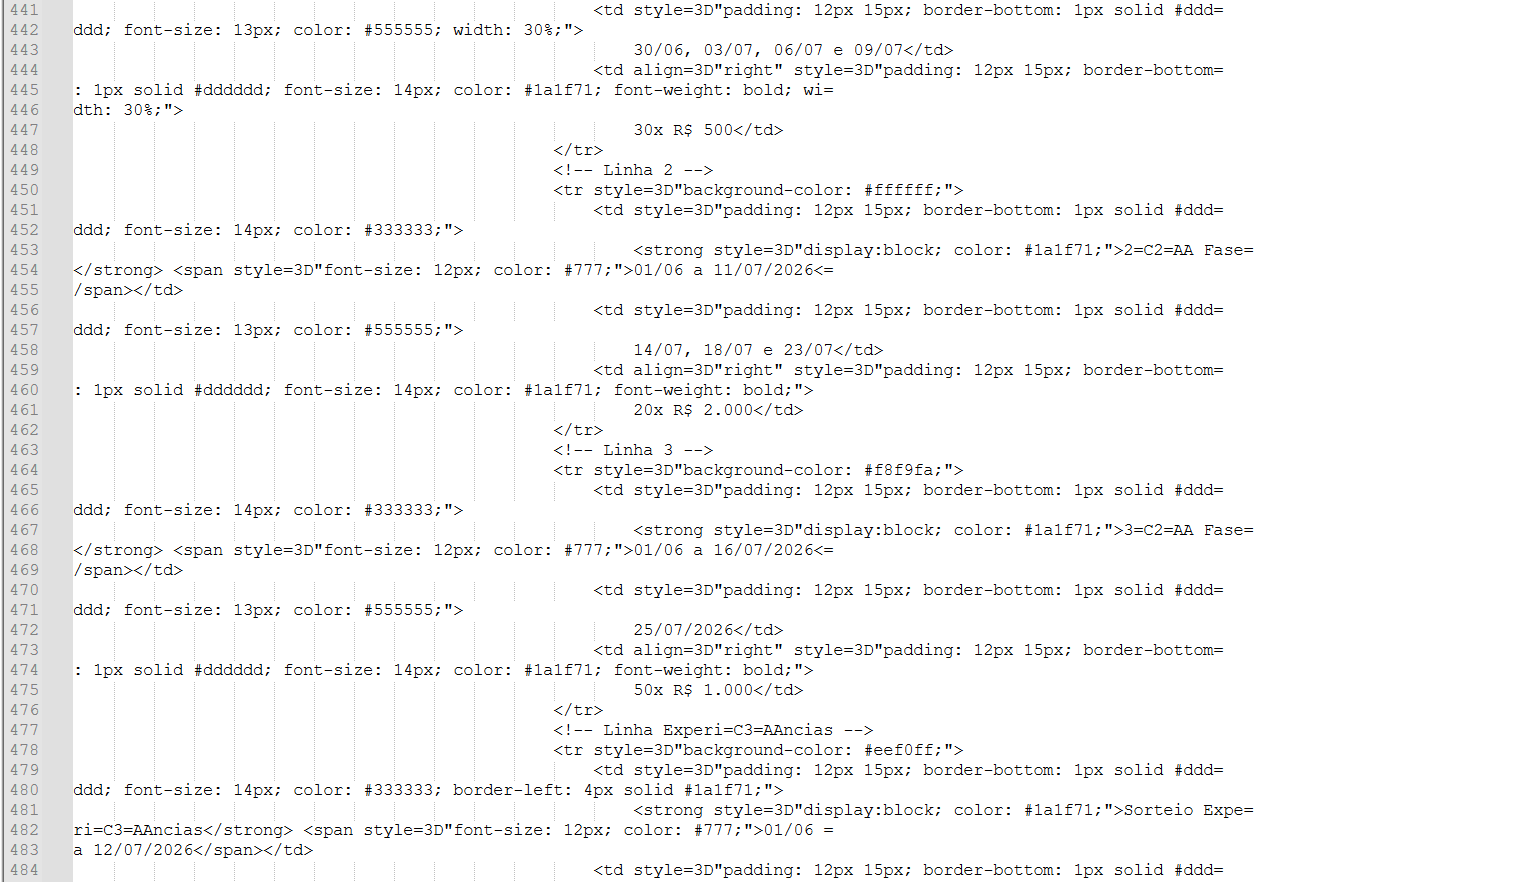 441 <td style=3D"padding: 12px 15px; border-bottom: 1px solid #ddd=
442 ddd; font-size: 13px; color: #555555; width: 30%;">
443 30/06, 03/07, 06/07 e 09/07</td>
444 <td align=3D"right" style=3D"padding: 12px 15px; border-bottom=
445 : 1px solid #dddddd; font-size: 14px; color: #1a1f71; font-weight: bold; wi=
446 dth: 30%;">
447 30x R$ 500</td>
448 </tr>
449 <!-- Linha 2 -->
450 <tr style=3D"background-color: #ffffff;">
451 <td style=3D"padding: 12px 15px; border-bottom: 1px solid #ddd=
452 ddd; font-size: 14px; color: #333333;">
453 <strong style=3D"display:block; color: #1a1f71;">2=C2=AA Fase=
454 </strong> <span style=3D"font-size: 12px; color: #777;">01/06 a 11/07/2026<=
455 /span></td>
456 <td style=3D"padding: 12px 15px; border-bottom: 1px solid #ddd=
457 ddd; font-size: 13px; color: #555555;">
458 14/07, 18/07 e 23/07</td>
459 <td align=3D"right" style=3D"padding: 12px 15px; border-bottom=
460 : 1px solid #dddddd; font-size: 14px; color: #1a1f71; font-weight: bold;">
461 20x R$ 2.000</td>
462 </tr>
463 <!-- Linha 3 -->
464 <tr style=3D"background-color: #f8f9fa;">
465 <td style=3D"padding: 12px 15px; border-bottom: 1px solid #ddd=
466 ddd; font-size: 14px; color: #333333;">
467 <strong style=3D"display:block; color: #1a1f71;">3=C2=AA Fase=
468 </strong> <span style=3D"font-size: 12px; color: #777;">01/06 a 16/07/2026<=
469 /span></td>
470 <td style=3D"padding: 12px 15px; border-bottom: 1px solid #ddd=
471 ddd; font-size: 13px; color: #555555;">
472 25/07/2026</td>
473 <td align=3D"right" style=3D"padding: 12px 15px; border-bottom=
474 : 1px solid #dddddd; font-size: 14px; color: #1a1f71; font-weight: bold;">
475 50x R$ 1.000</td>
476 </tr>
477 <!-- Linha Experi=C3=AAncias -->
478 <tr style=3D"background-color: #eef0ff;">
479 <td style=3D"padding: 12px 15px; border-bottom: 1px solid #ddd=
480 ddd; font-size: 14px; color: #333333; border-left: 4px solid #1a1f71;">
481 <strong style=3D"display:block; color: #1a1f71;">Sorteio Expe=
482 ri=C3=AAncias</strong> <span style=3D"font-size: 12px; color: #777;">01/06 =
483 a 12/07/2026</span></td>
484 <td style=3D"padding: 12px 15px; border-bottom: 1px solid #ddd=